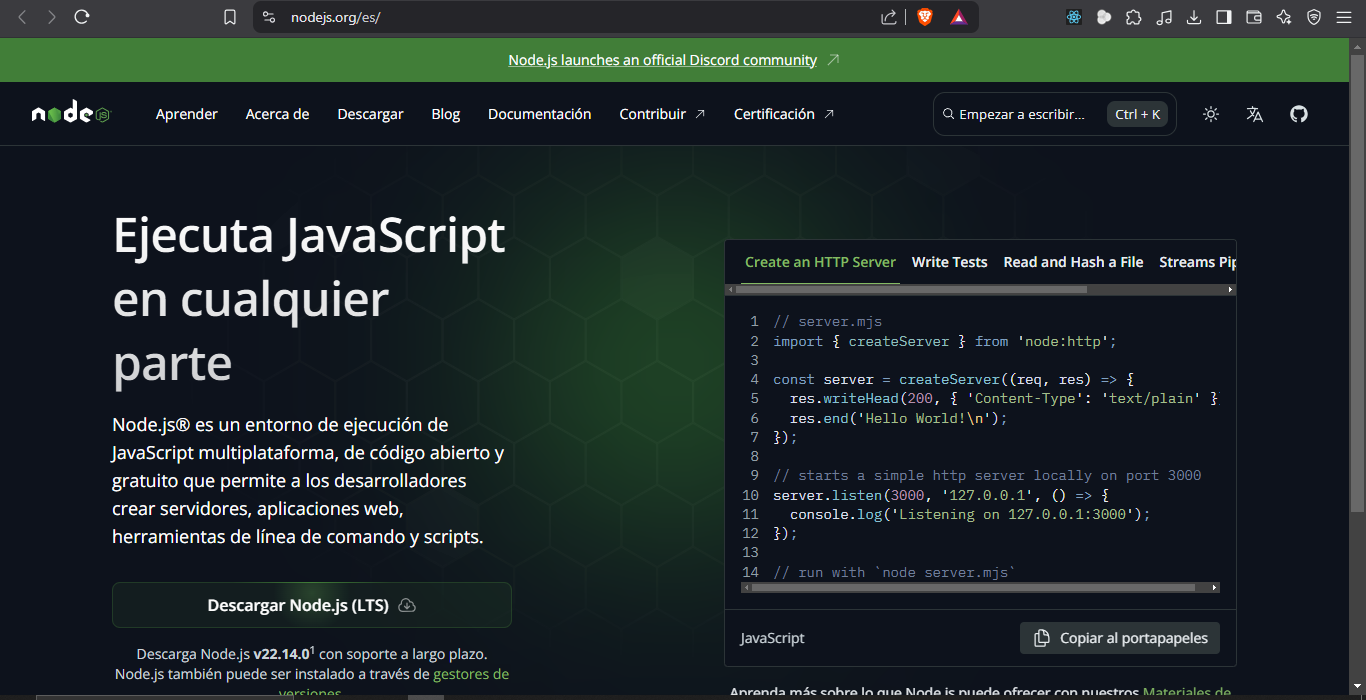 nodejs.org/es/
Node.js launches an official Discord community
node JS
Aprender Acerca de Descargar Blog Documentación Contribuir Certificación Empezar a escribir... Ctrl + K
Ejecuta JavaScript
en cualquier
parte
Node.js® es un entorno de ejecución de
JavaScript multiplataforma, de código abierto y
gratuito que permite a los desarrolladores
crear servidores, aplicaciones web,
herramientas de línea de comando y scripts.
Descargar Node.js (LTS)
Descarga Node.js v22.14.0¹ con soporte a largo plazo.
Node.js también puede ser instalado a través de gestores de
versiones
Create an HTTP Server Write Tests Read and Hash a File Streams Pip
1 // server.mjs
2 import { createServer } from 'node:http';
3
4 const server = createServer((req, res) => {
5 res.writeHead(200, { 'Content-Type': 'text/plain' }
6 res.end('Hello World!\n');
7 });
8
9 // starts a simple http server locally on port 3000
10 server.listen(3000, '127.0.0.1', () => {
11 console.log('Listening on 127.0.0.1:3000');
12 });
13
14 // run with `node server.mjs`
JavaScript Copiar al portapapeles
Aprenda más sobre lo que Node.js puede ofrecer con nuestros Materiales de